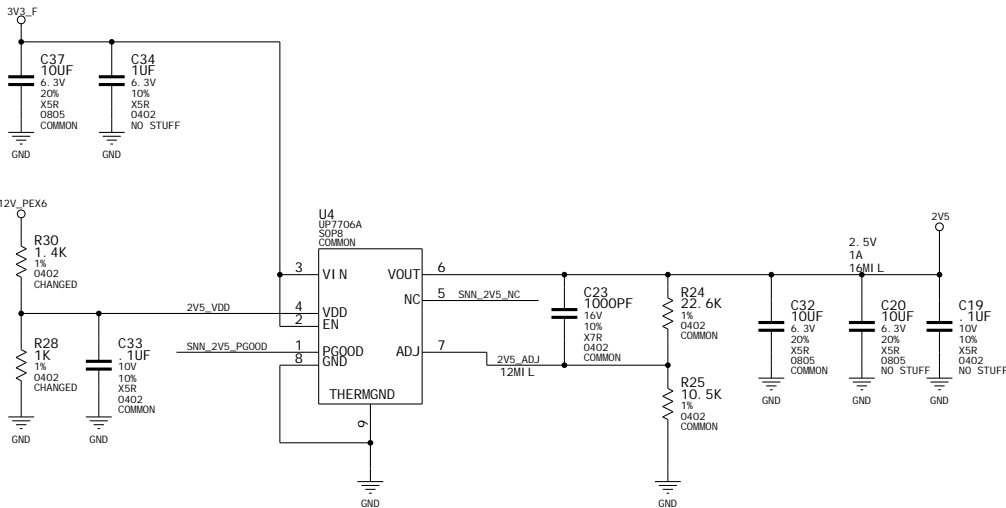 3V3_F
C37
10UF
6.3V
20%
X5R
0805
COMMON
GND
C34
1UF
6.3V
10%
X5R
0402
NO STUFF
GND
12V_PEX6
R30
1.4K
1%
0402
CHANGED
R28
1K
1%
0402
CHANGED
GND
C33
.1UF
10V
10%
X5R
0402
COMMON
GND
2V5_VDD
SNN_2V5_PGOOD
U4
UP7706A
SOP8
COMMON
3 VIN
4 VDD
2 EN
1 PGOOD
8 GND
VOUT 6
NC 5
ADJ 7
THERMGND
9
GND
SNN_2V5_NC
2V5_ADJ
12MIL
C23
1000PF
16V
10%
X7R
0402
COMMON
R24
22.6K
1%
0402
COMMON
R25
10.5K
1%
0402
COMMON
GND
2.5V
1A
16MIL
2V5
C32
10UF
6.3V
20%
X5R
0805
COMMON
GND
C20
10UF
6.3V
20%
X5R
0805
NO STUFF
GND
C19
.1UF
10V
10%
X5R
0402
NO STUFF
GND